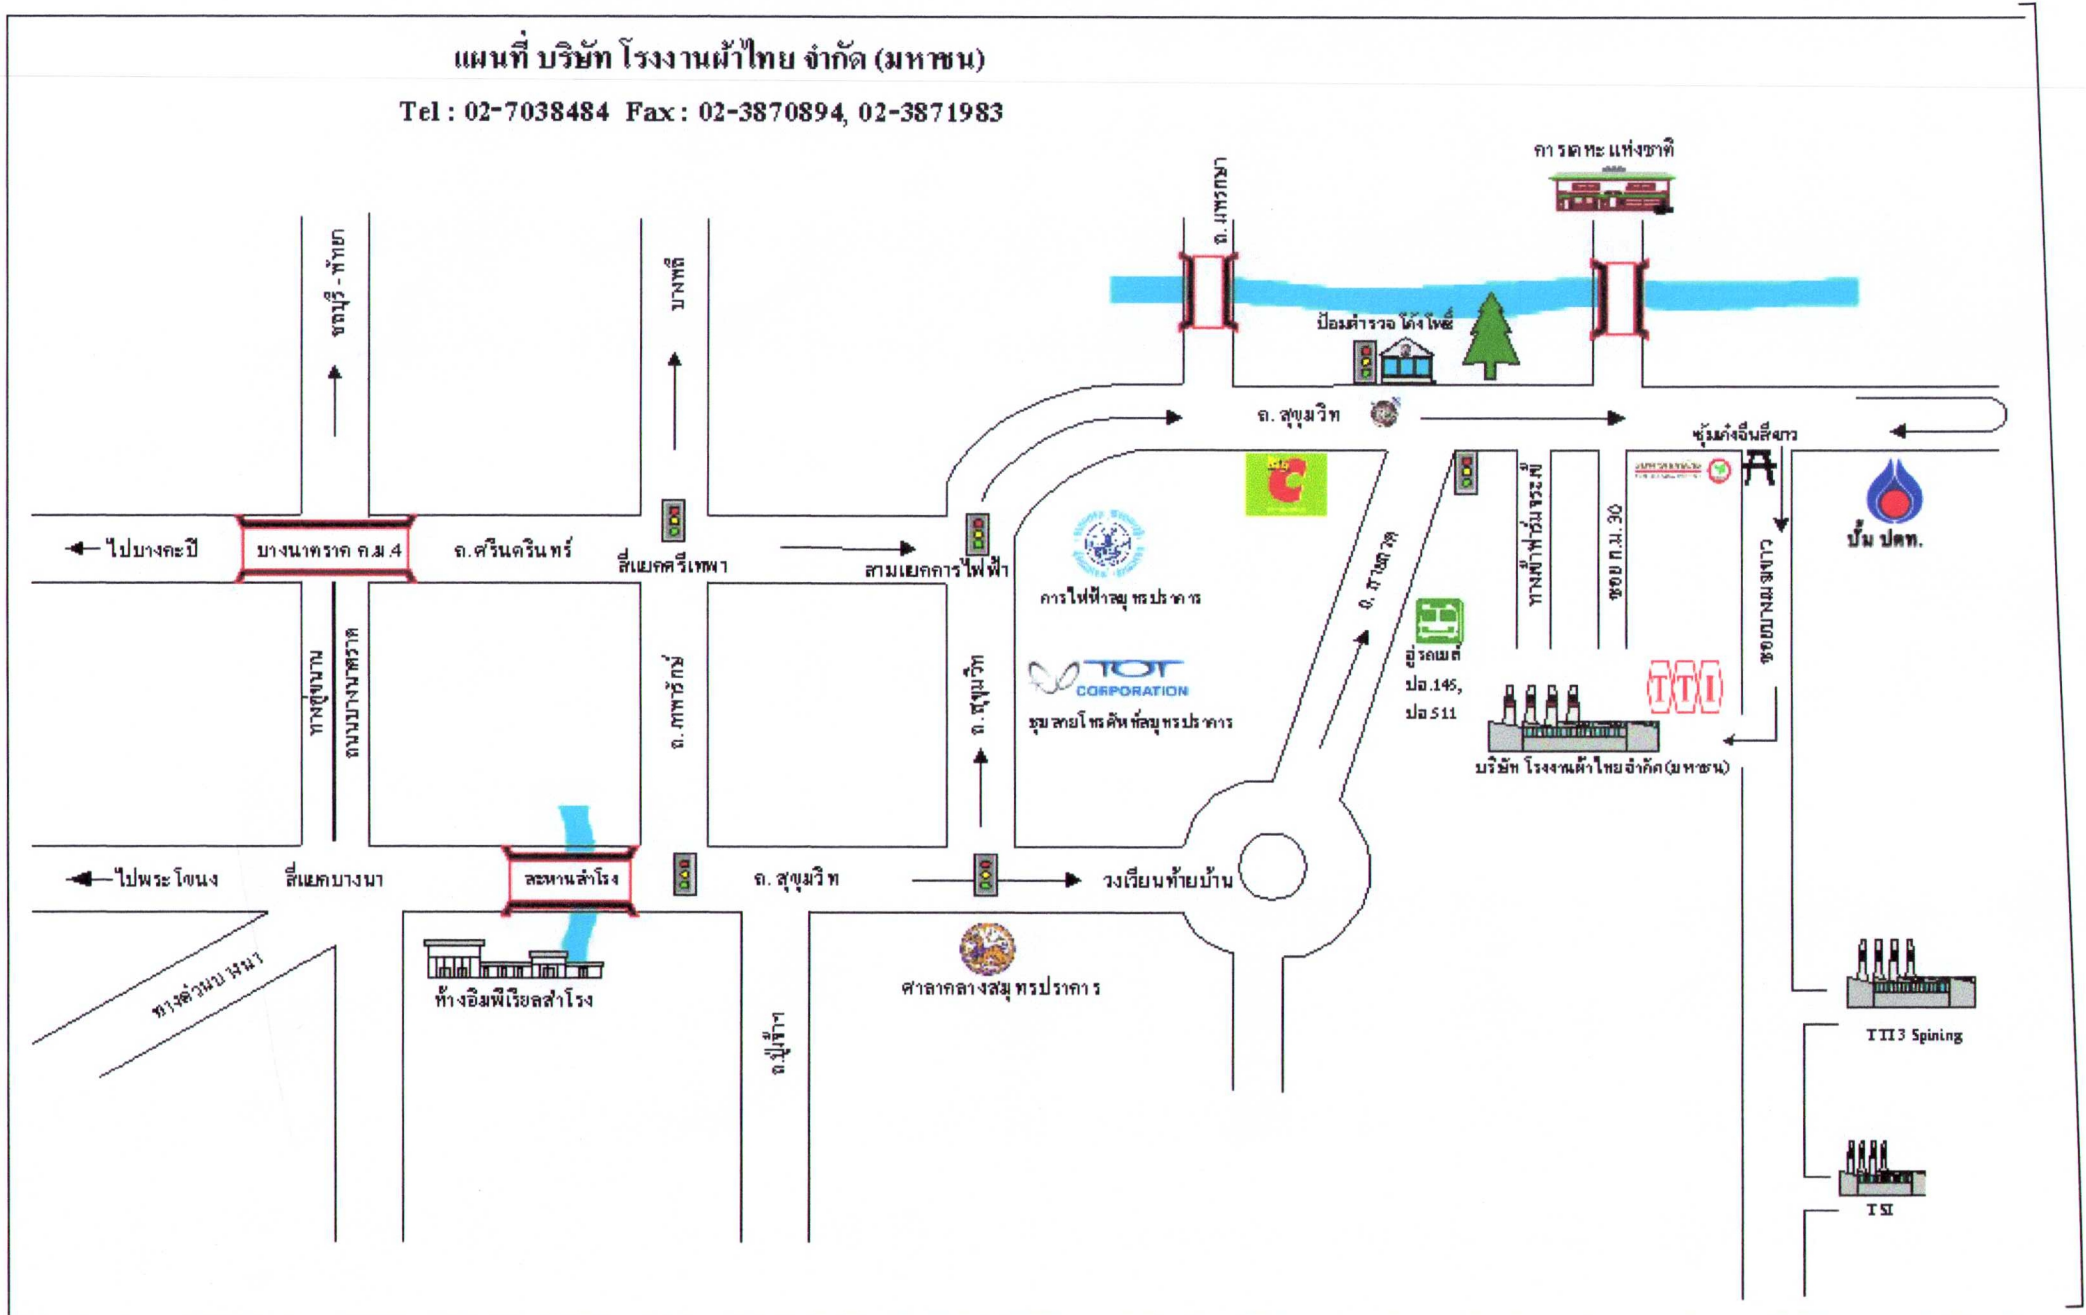 แผนที่ บริษัท โรงงานผ้าไทย จำกัด (มหาชน)
Tel : 02-7038484 Fax : 02-3870894, 02-3871983
การเคหะแห่งชาติ
ถ. แพรกษา
ชลบุรี - พัทยา
บางพลี
ป้อมตำรวจ โค้งโพธิ์
ถ. สุขุมวิท
ซุ้มเก๋งจีนสีขาว
big C
ปั๊ม ปตท.
ไปบางกะปิ
บางนาตราด ก.ม.4
ถ.ศรีนครินทร์
สี่แยกศรีเทพา
สามแยกการไฟฟ้า
การไฟฟ้าสมุทรปราการ
ถ. สายลวด
ทางเข้าฟาร์มจระเข้
ซอย ก.ม. 30
ซอยบางเมฆขาว
ทางคู่ขนาน
ถนนบางนาตราด
ถ. เทพารักษ์
ถ. สุขุมวิท
TOT
CORPORATION
ชุมสายโทรศัพท์สมุทรปราการ
อู่รถเมล์
ปอ.145,
ปอ 511
TTI
บริษัท โรงงานผ้าไทยจำกัด(มหาชน)
ไปพระโขนง
สี่แยกบางนา
สะพานสำโรง
ถ. สุขุมวิท
วงเวียนท้ายบ้าน
ทางด่วนบางนา
ห้างอิมพีเรียลสำโรง
ศาลากลางสมุทรปราการ
ถ.ปู่เจ้าฯ
TTI 3 Spining
TSI